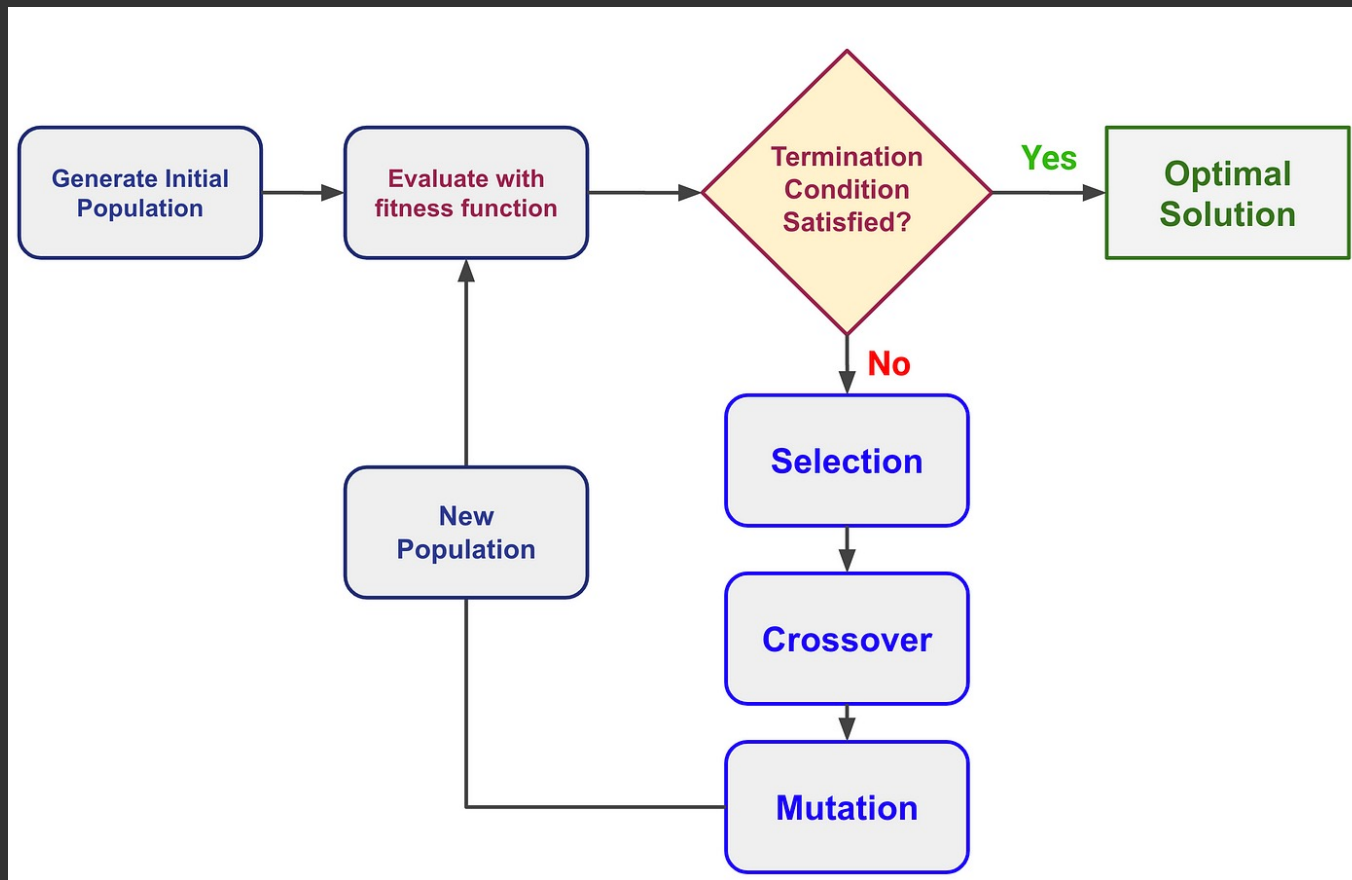 Generate Initial
Population
Evaluate with
fitness function
Termination
Condition
Satisfied?
Yes
Optimal
Solution
No
Selection
New
Population
Crossover
Mutation